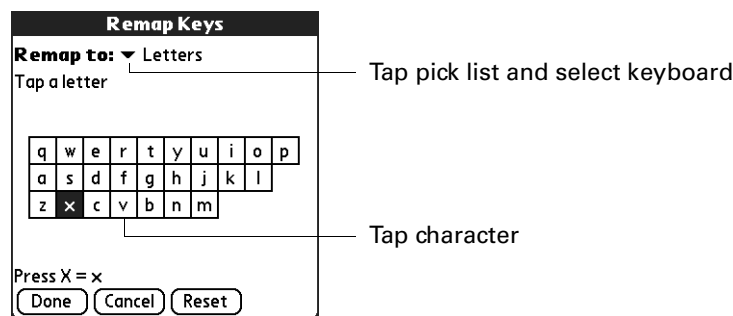 Remap Keys
Remap to: Letters
Tap pick list and select keyboard
Tap a letter
q w e r t y u i o p
a s d f g h j k l
z x c v b n m
Tap character
Press X = x
Done Cancel Reset